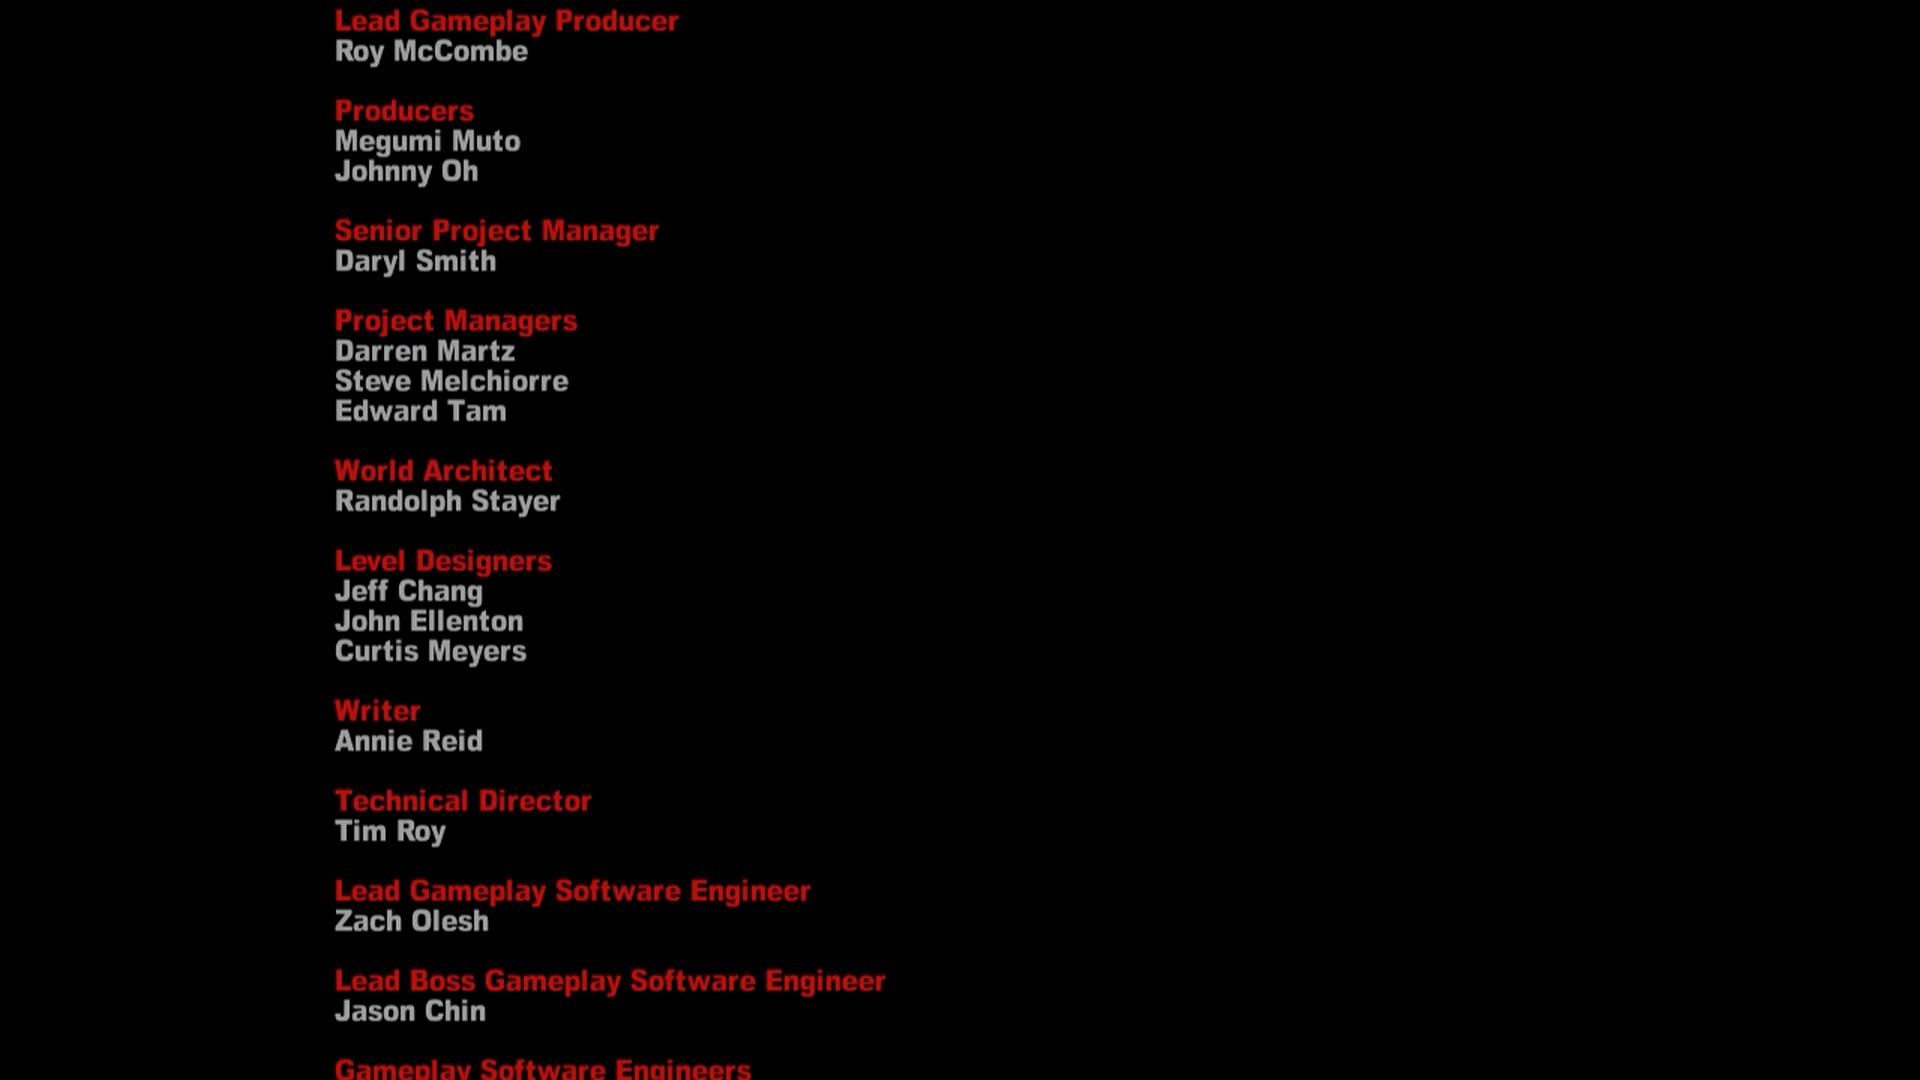 Lead Gameplay Producer
Roy McCombe
Producers
Megumi Muto
Johnny Oh
Senior Project Manager
Daryl Smith
Project Managers
Darren Martz
Steve Melchiorre
Edward Tam
World Architect
Randolph Stayer
Level Designers
Jeff Chang
John Ellenton
Curtis Meyers
Writer
Annie Reid
Technical Director
Tim Roy
Lead Gameplay Software Engineer
Zach Olesh
Lead Boss Gameplay Software Engineer
Jason Chin
Gameplay Software Engineers